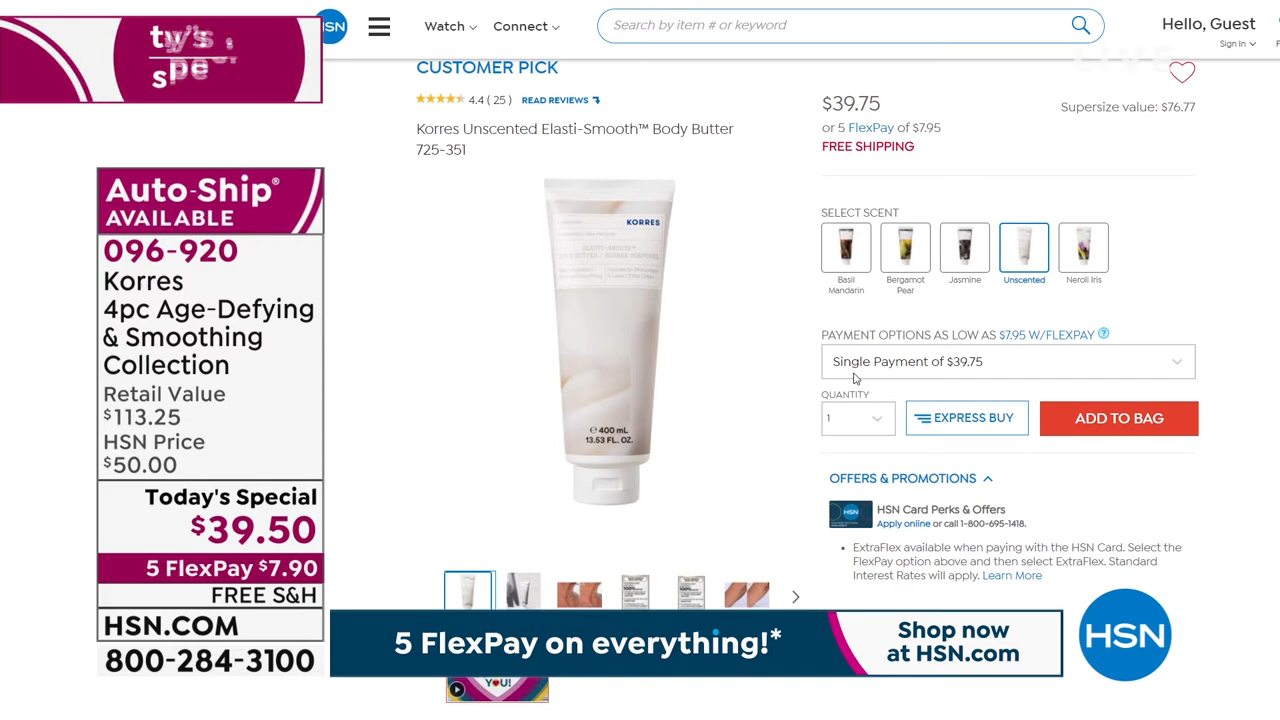 SN
Watch
Connect
Search by item # or keyword
Hello, Guest
Sign In
LIVE
CUSTOMER PICK
4.4 ( 25 ) READ REVIEWS
Korres Unscented Elasti-Smooth™ Body Butter
725-351
$39.75
Supersize value: $76.77
or 5 FlexPay of $7.95
FREE SHIPPING
SELECT SCENT
Basil
Mandarin
Bergamot
Pear
Jasmine
Unscented
Neroli Iris
PAYMENT OPTIONS AS LOW AS $7.95 W/FLEXPAY ?
Single Payment of $39.75
QUANTITY
1
EXPRESS BUY
ADD TO BAG
OFFERS & PROMOTIONS
HSN
HSN Card Perks & Offers
Apply online or call 1-800-695-1418.
• ExtraFlex available when paying with the HSN Card. Select the
FlexPay option above and then select ExtraFlex. Standard
Interest Rates will apply. Learn More
KORRES
ELASTI-SMOOTH™
℮ 400 mL
13.53 FL. OZ.
Auto-Ship®
AVAILABLE
096-920
Korres
4pc Age-Defying
& Smoothing
Collection
Retail Value
$113.25
HSN Price
$50.00
Today's Special
$39.50
5 FlexPay $7.90
FREE S&H
HSN.COM
800-284-3100
5 FlexPay on everything!*
Shop now
at HSN.com
HSN
YOU!